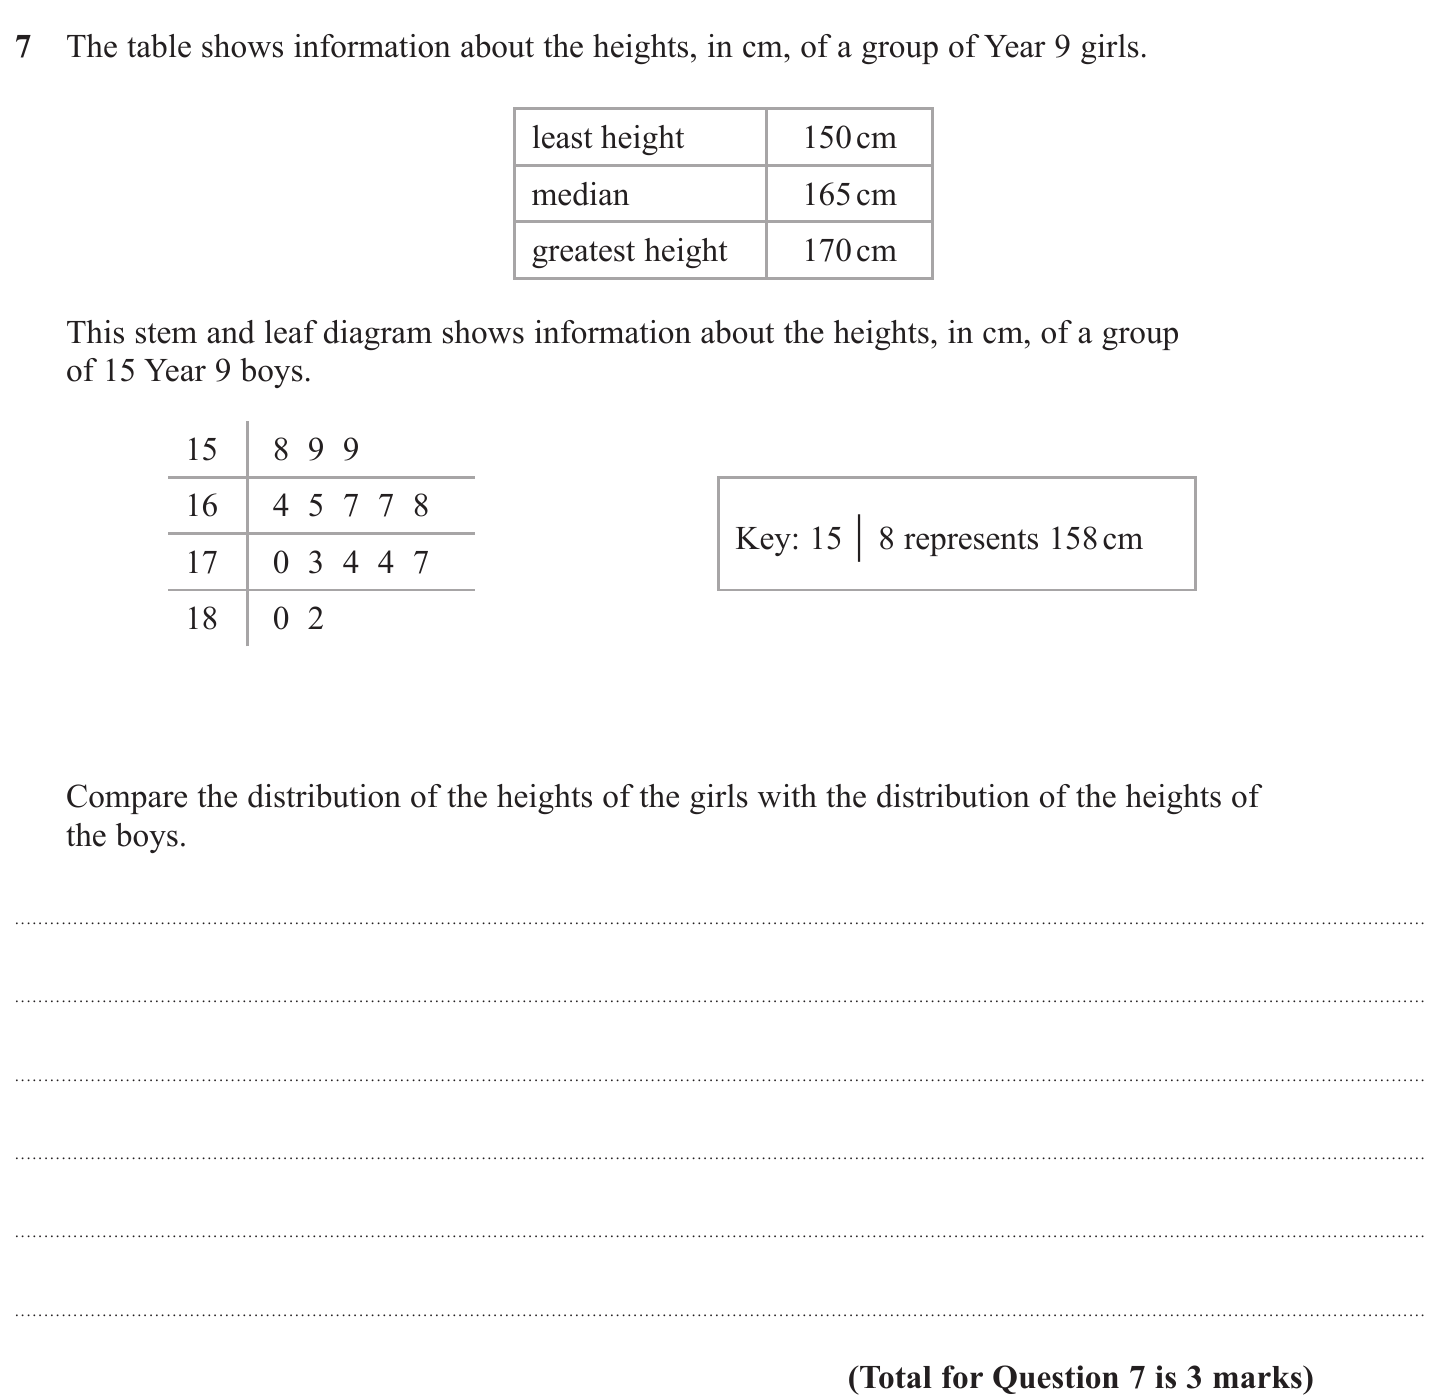 7 The table shows information about the heights, in cm, of a group of Year 9 girls.
least height 150 cm
median 165 cm
greatest height 170 cm
This stem and leaf diagram shows information about the heights, in cm, of a group
of 15 Year 9 boys.
15 8 9 9
16 4 5 7 7 8
17 0 3 4 4 7
18 0 2
Key: 15 | 8 represents 158 cm
Compare the distribution of the heights of the girls with the distribution of the heights of
the boys.
(Total for Question 7 is 3 marks)